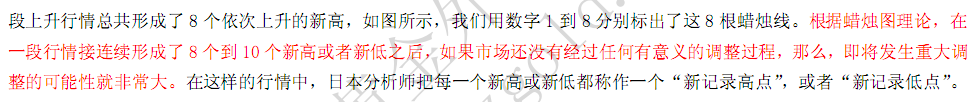 段上升行情总共形成了 8 个依次上升的新高，如图所示，我们用数字 1 到 8 分别标出了这 8 根蜡烛线。根据蜡烛图理论，在
一段行情接连续形成了 8 个到 10 个新高或者新低之后，如果市场还没有经过任何有意义的调整过程，那么，即将发生重大调
整的可能性就非常大。在这样的行情中，日本分析师把每一个新高或新低都称作一个“新记录高点”，或者“新记录低点”。